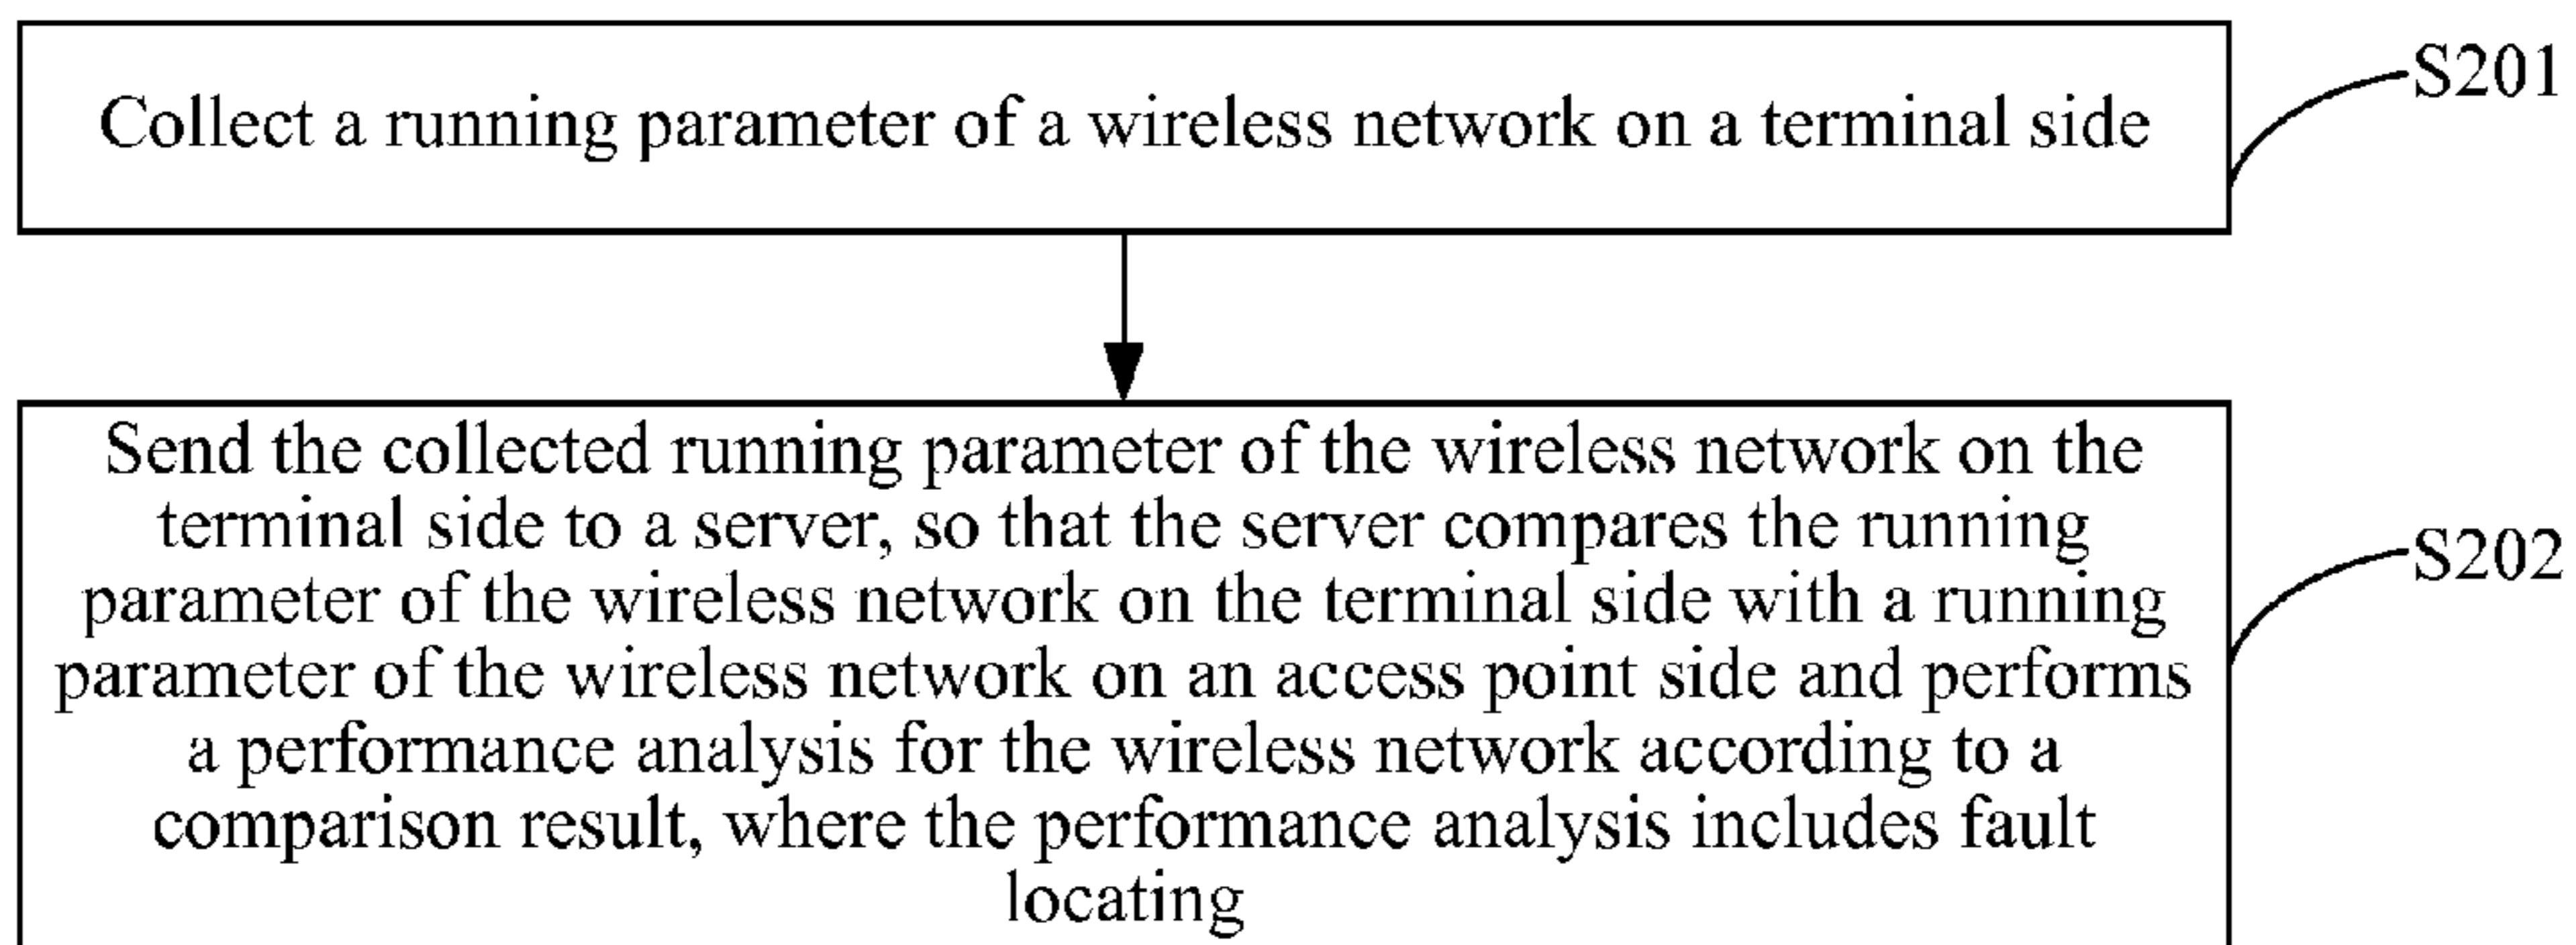 Collect a running parameter of a wireless network on a terminal side
S201
Send the collected running parameter of the wireless network on the
terminal side to a server, so that the server compares the running
parameter of the wireless network on the terminal side with a running
parameter of the wireless network on an access point side and performs
a performance analysis for the wireless network according to a
comparison result, where the performance analysis includes fault
locating
S202